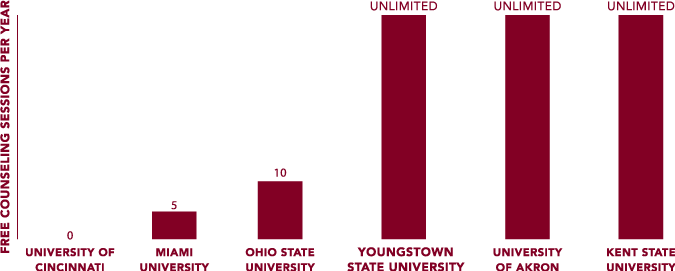 FREE COUNSELING SESSIONS PER YEAR
0
5
10
UNLIMITED
UNLIMITED
UNLIMITED
UNIVERSITY OF
CINCINNATI
MIAMI
UNIVERSITY
OHIO STATE
UNIVERSITY
YOUNGSTOWN
STATE UNIVERSITY
UNIVERSITY
OF AKRON
KENT STATE
UNIVERSITY